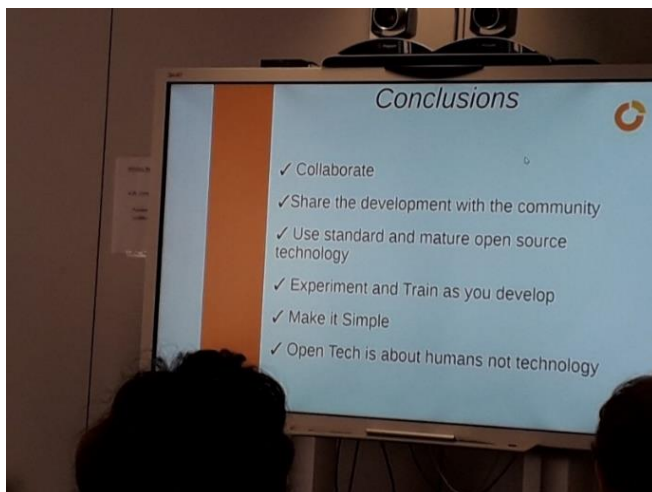 Conclusions
✓ Collaborate
✓Share the development with the community
✓ Use standard and mature open source
technology
✓ Experiment and Train as you develop
✓ Make it Simple
✓ Open Tech is about humans not technology